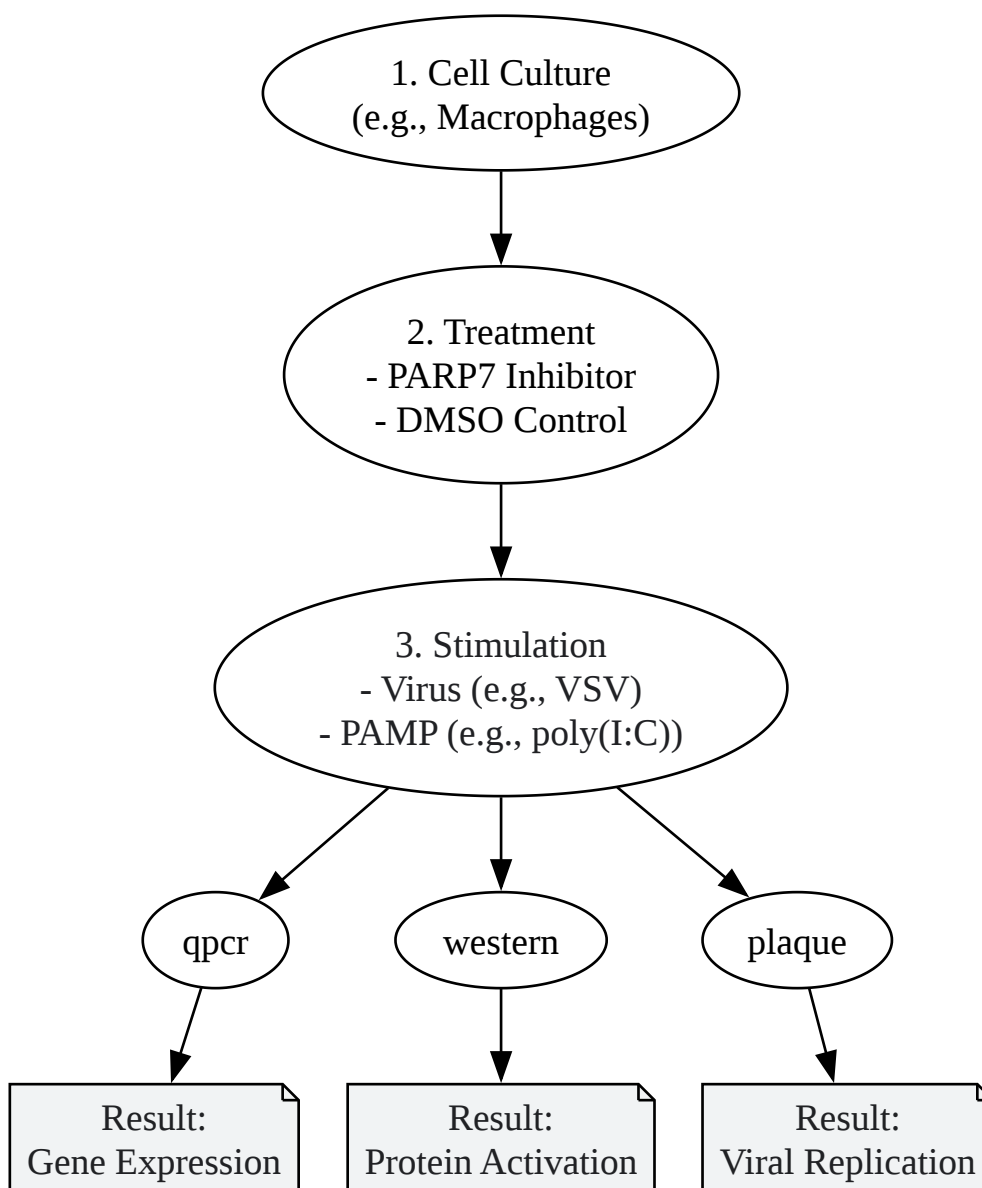 1. Cell Culture
(e.g., Macrophages)
2. Treatment
- PARP7 Inhibitor
- DMSO Control
3. Stimulation
- Virus (e.g., VSV)
- PAMP (e.g., poly(I:C))
qpcr
western
plaque
Result:
Gene Expression
Result:
Protein Activation
Result:
Viral Replication